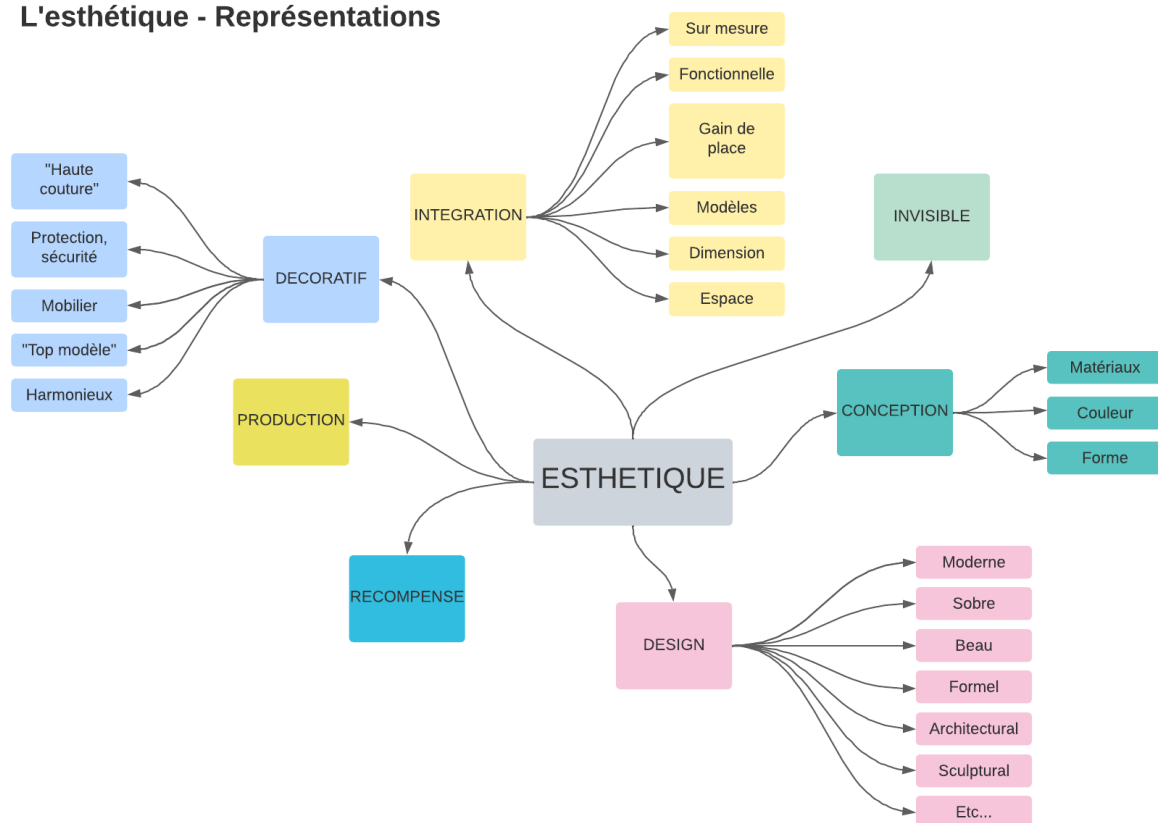 L'esthétique - Représentations
Sur mesure
Fonctionnelle
Gain de
place
Modèles
Dimension
Espace
INTEGRATION
INVISIBLE
"Haute
couture"
Protection,
sécurité
Mobilier
"Top modèle"
Harmonieux
DECORATIF
PRODUCTION
RECOMPENSE
ESTHETIQUE
CONCEPTION
Matériaux
Couleur
Forme
DESIGN
Moderne
Sobre
Beau
Formel
Architectural
Sculptural
Etc...